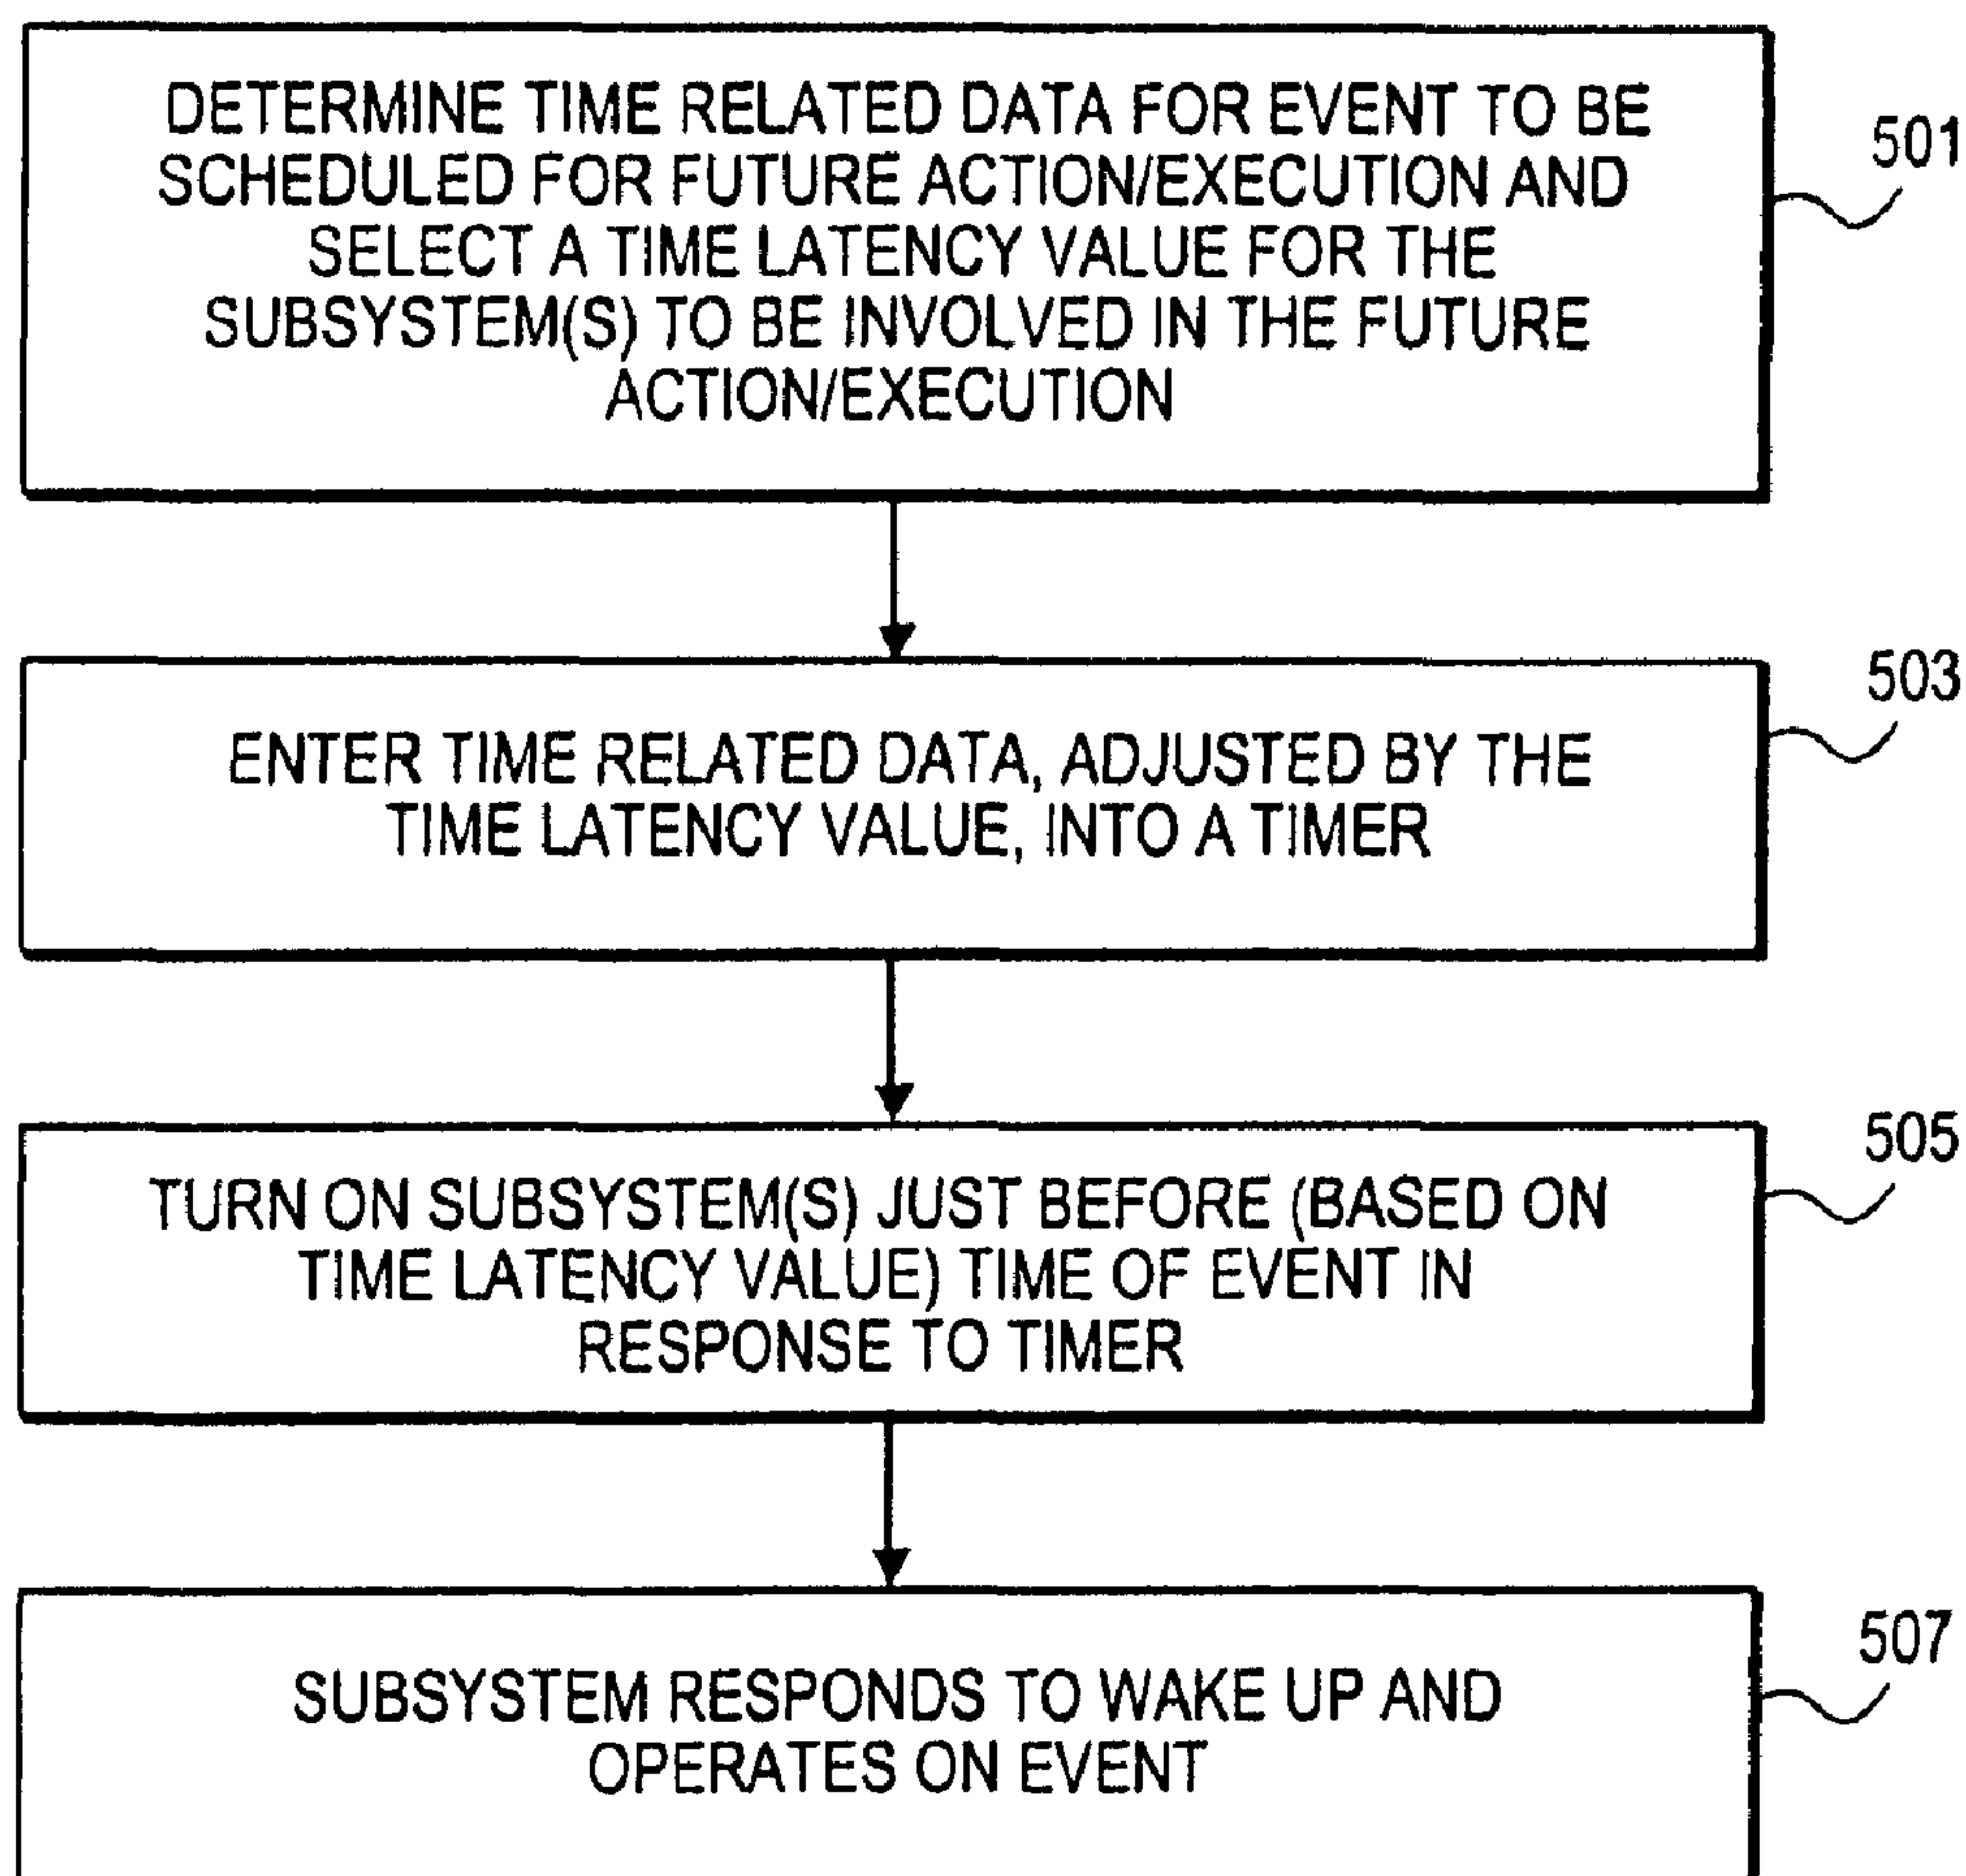 DETERMINE TIME RELATED DATA FOR EVENT TO BE
SCHEDULED FOR FUTURE ACTION/EXECUTION AND
SELECT A TIME LATENCY VALUE FOR THE
SUBSYSTEM(S) TO BE INVOLVED IN THE FUTURE
ACTION/EXECUTION
501
ENTER TIME RELATED DATA, ADJUSTED BY THE
TIME LATENCY VALUE, INTO A TIMER
503
TURN ON SUBSYSTEM(S) JUST BEFORE (BASED ON
TIME LATENCY VALUE) TIME OF EVENT IN
RESPONSE TO TIMER
505
SUBSYSTEM RESPONDS TO WAKE UP AND
OPERATES ON EVENT
507